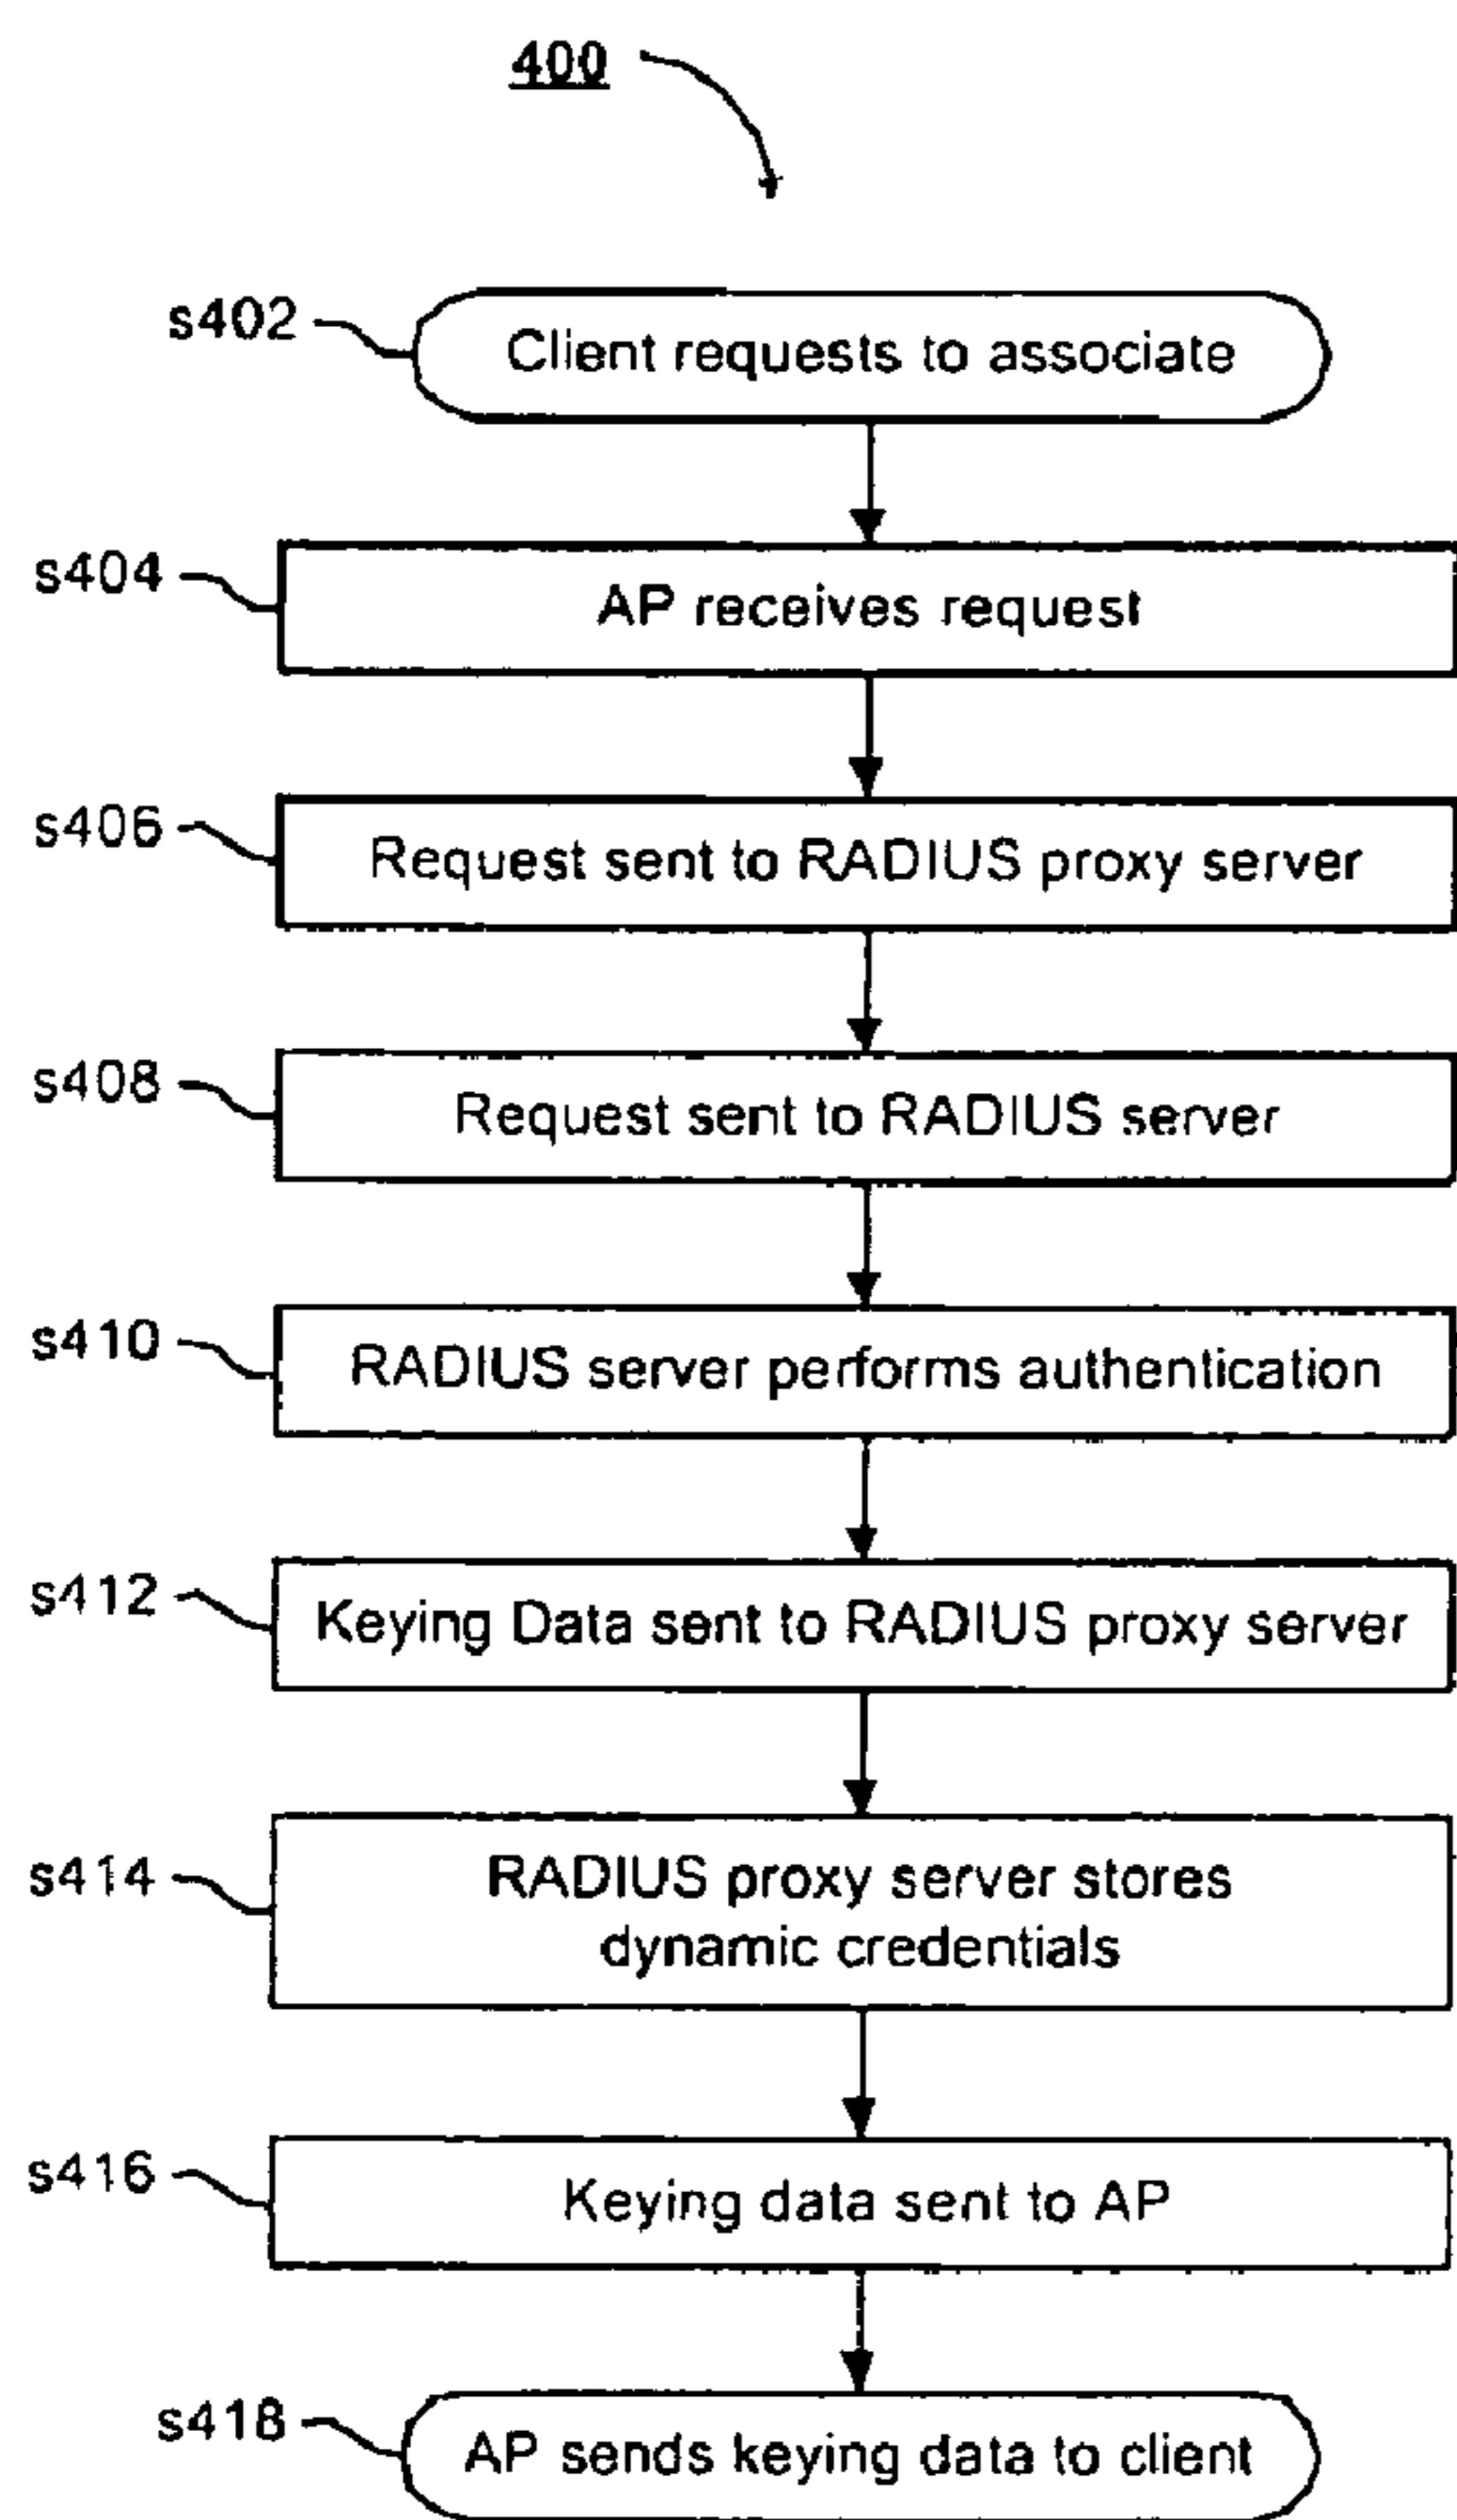 400
s402
Client requests to associate
s404
AP receives request
s406
Request sent to RADIUS proxy server
s408
Request sent to RADIUS server
s410
RADIUS server performs authentication
s412
Keying Data sent to RADIUS proxy server
s414
RADIUS proxy server stores
dynamic credentials
s416
Keying data sent to AP
s418
AP sends keying data to client